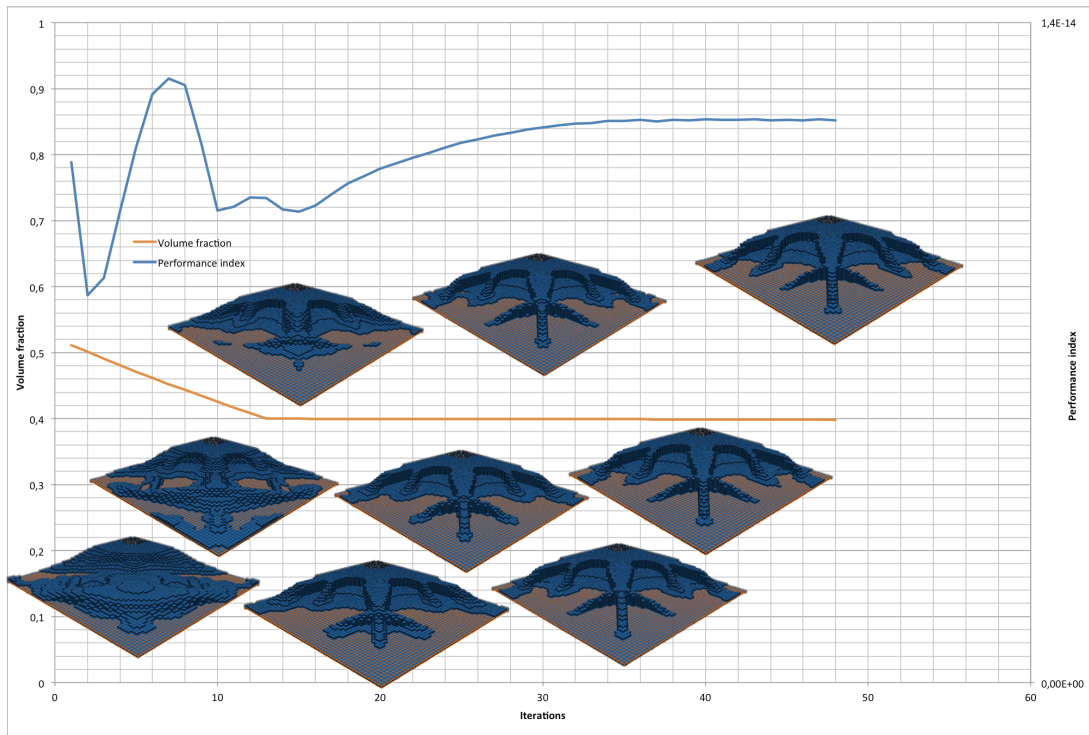 1
0,9
0,8
0,7
0,6
0,5
0,4
0,3
0,2
0,1
0
Volume fraction
Volume fraction
Performance index
1,4E-14
0,00E+00
Performance index
0 10 20 30 40 50 60
Iterations